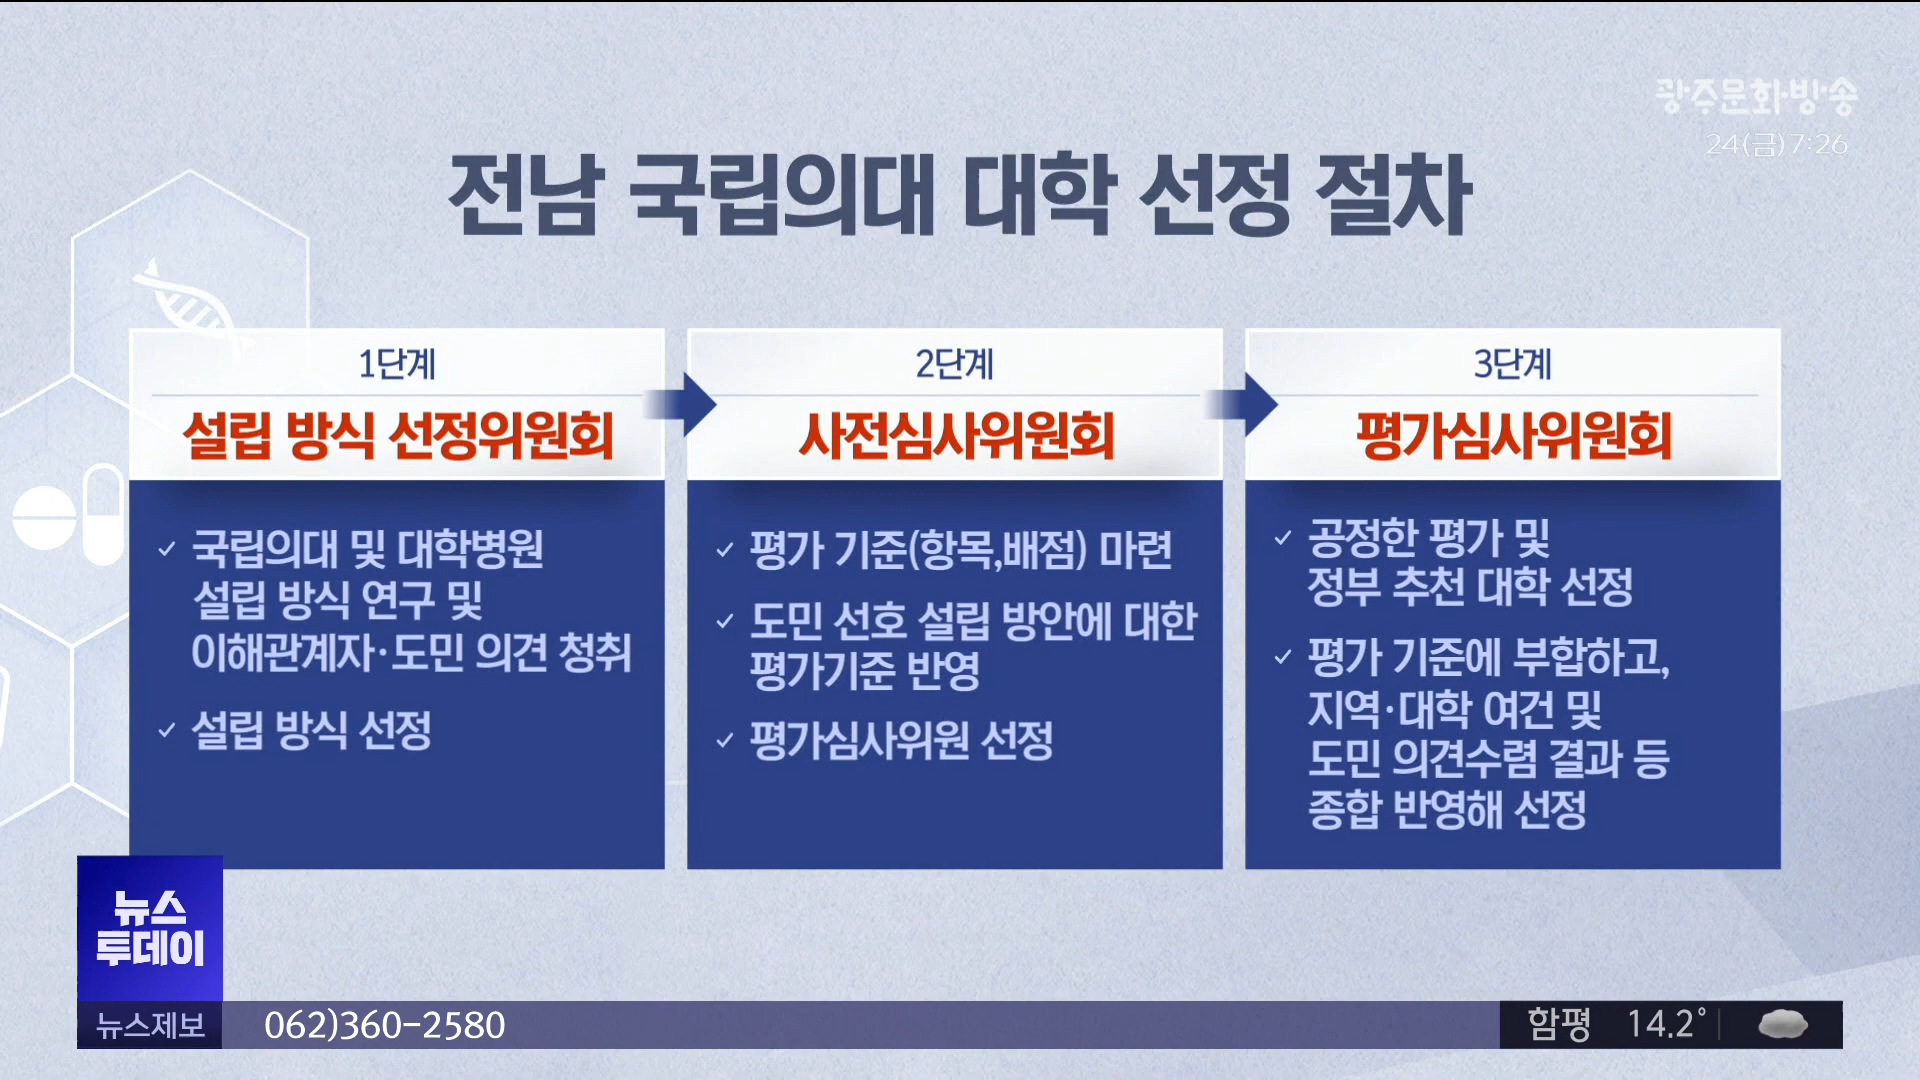 광주문화방송
24(금)7:26
전남 국립의대 대학 선정 절차
1단계
설립 방식 선정위원회
국립의대 및 대학병원
설립 방식 연구 및
이해관계자·도민 의견 청취
설립 방식 선정
2단계
사전심사위원회
평가 기준(항목,배점) 마련
도민 선호 설립 방안에 대한
평가기준 반영
평가심사위원 선정
3단계
평가심사위원회
공정한 평가 및
정부 추천 대학 선정
평가 기준에 부합하고,
지역·대학 여건 및
도민 의견수렴 결과 등
종합 반영해 선정
뉴스
투데이
뉴스제보
062)360-2580
함평 14.2°